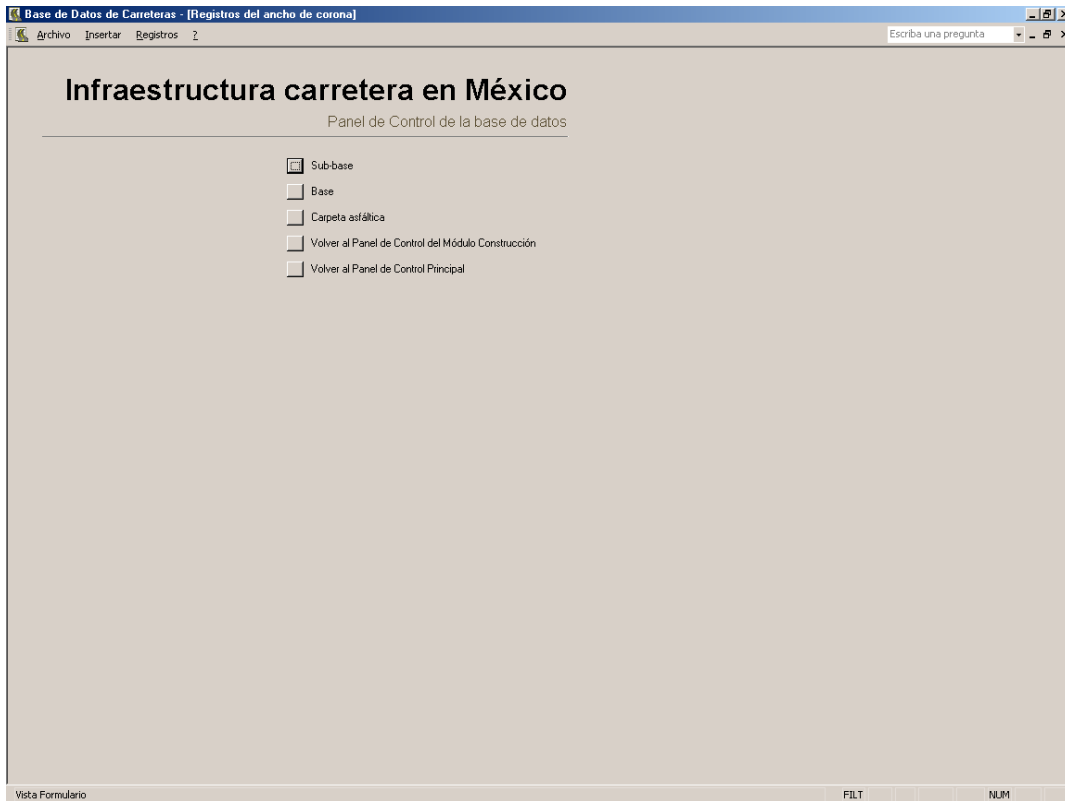 Base de Datos de Carreteras - [Registros del ancho de corona]
Archivo Insertar Registros ? Escriba una pregunta
Infraestructura carretera en México
Panel de Control de la base de datos
Sub-base
Base
Carpeta asfáltica
Volver al Panel de Control del Módulo Construcción
Volver al Panel de Control Principal
Vista Formulario FILT NUM